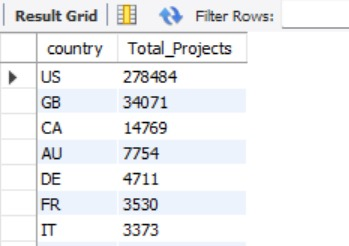 Result Grid Filter Rows:
country Total_Projects
US 278484
GB 34071
CA 14769
AU 7754
DE 4711
FR 3530
IT 3373